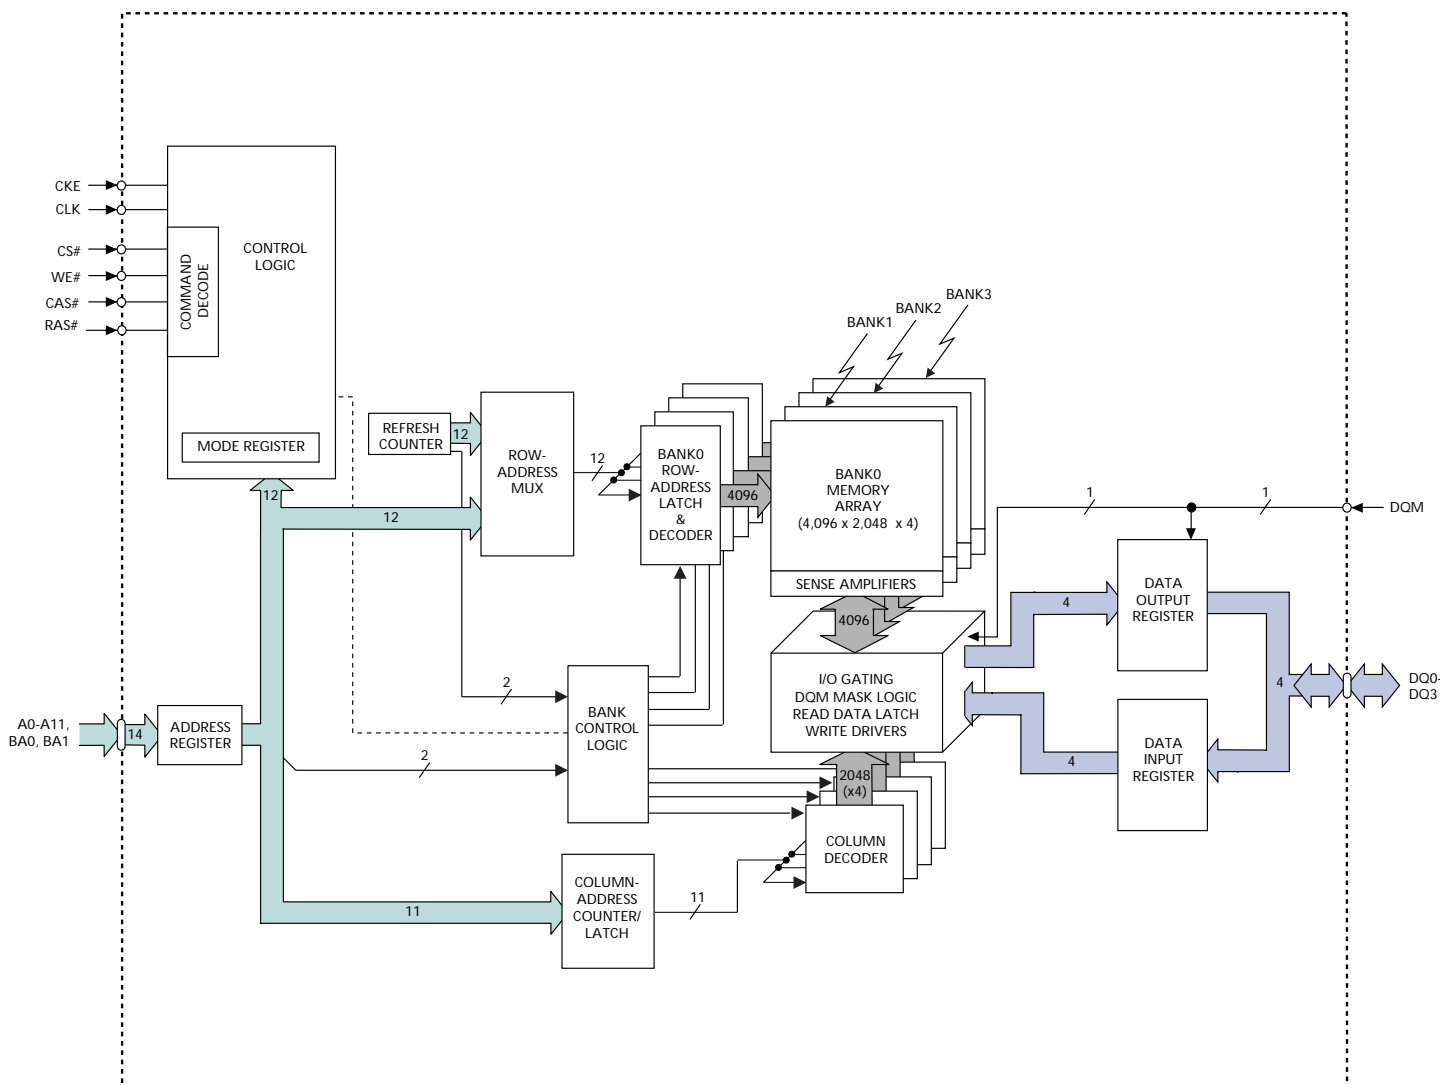 CKE
CLK
CS#
WE#
CAS#
RAS#
COMMAND
DECODE
CONTROL
LOGIC
MODE REGISTER
12
BANK1
BANK2
BANK3
REFRESH
COUNTER
12
ROW-
ADDRESS
MUX
12
12
BANK0
ROW-
ADDRESS
LATCH
&
DECODER
4096
BANK0
MEMORY
ARRAY
(4,096 x 2,048 x 4)
SENSE AMPLIFIERS
4096
I/O GATING
DQM MASK LOGIC
READ DATA LATCH
WRITE DRIVERS
2048
(x4)
COLUMN
DECODER
1
1
DQM
DATA
OUTPUT
REGISTER
4
4
DQ0-
DQ3
DATA
INPUT
REGISTER
4
A0-A11,
BA0, BA1
14
ADDRESS
REGISTER
2
2
BANK
CONTROL
LOGIC
11
COLUMN-
ADDRESS
COUNTER/
LATCH
11